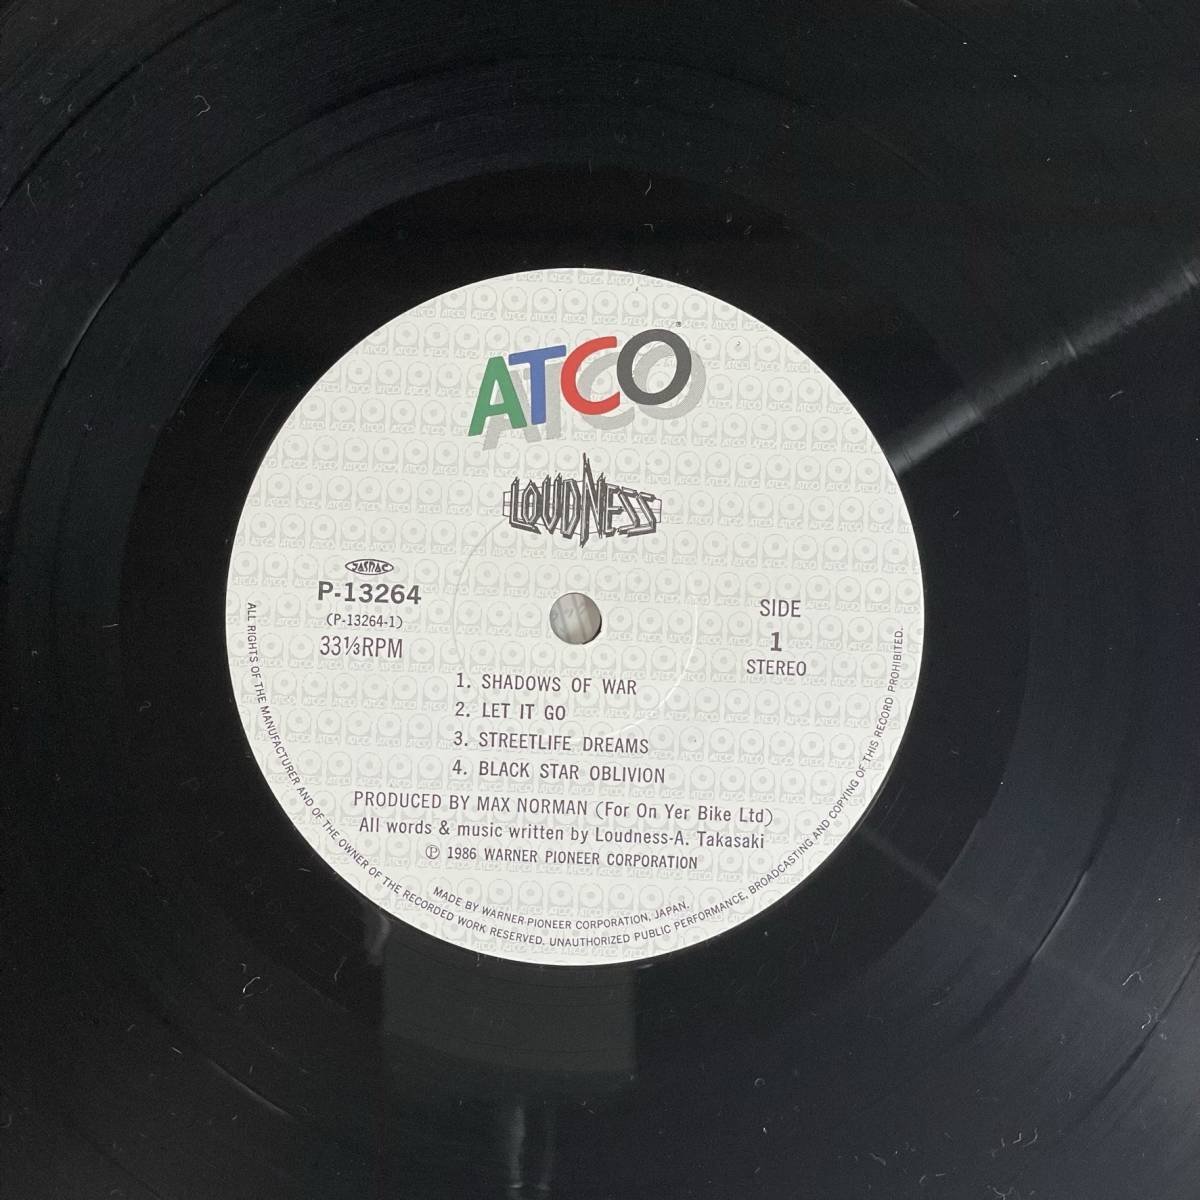 ATCO®
LOUDNESS
JASRAC
P-13264
(P-13264-1)
33⅓RPM
SIDE
1
STEREO
1. SHADOWS OF WAR
2. LET IT GO
3. STREETLIFE DREAMS
4. BLACK STAR OBLIVION
PRODUCED BY MAX NORMAN (For On Yer Bike Ltd)
All words & music written by Loudness-A. Takasaki
℗ 1986 WARNER PIONEER CORPORATION
MADE BY WARNER-PIONEER CORPORATION, JAPAN.
ALL RIGHTS OF THE MANUFACTURER AND OF THE OWNER OF THE RECORDED WORK RESERVED. UNAUTHORIZED PUBLIC PERFORMANCE, BROADCASTING AND COPYING OF THIS RECORD PROHIBITED.